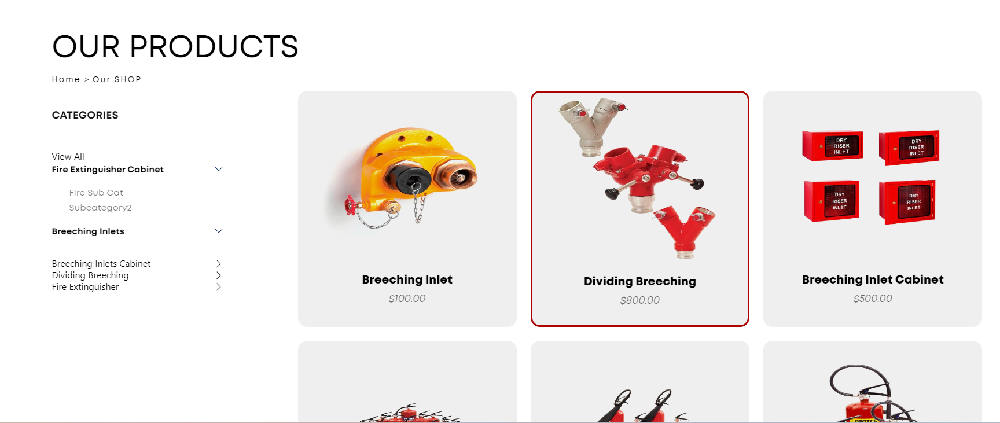 OUR PRODUCTS
Home > Our SHOP
CATEGORIES
View All
Fire Extinguisher Cabinet
FIre Sub Cat
Subcategory2
Breeching Inlets
Breeching Inlets Cabinet
Dividing Breeching
Fire Extinguisher
Breeching Inlet
$100.00
Dividing Breeching
$800.00
DRY
RISER
INLET
DRY
RISER
INLET
DRY
RISER
INLET
DRY
RISER
INLET
Breeching Inlet Cabinet
$500.00
PROTEC